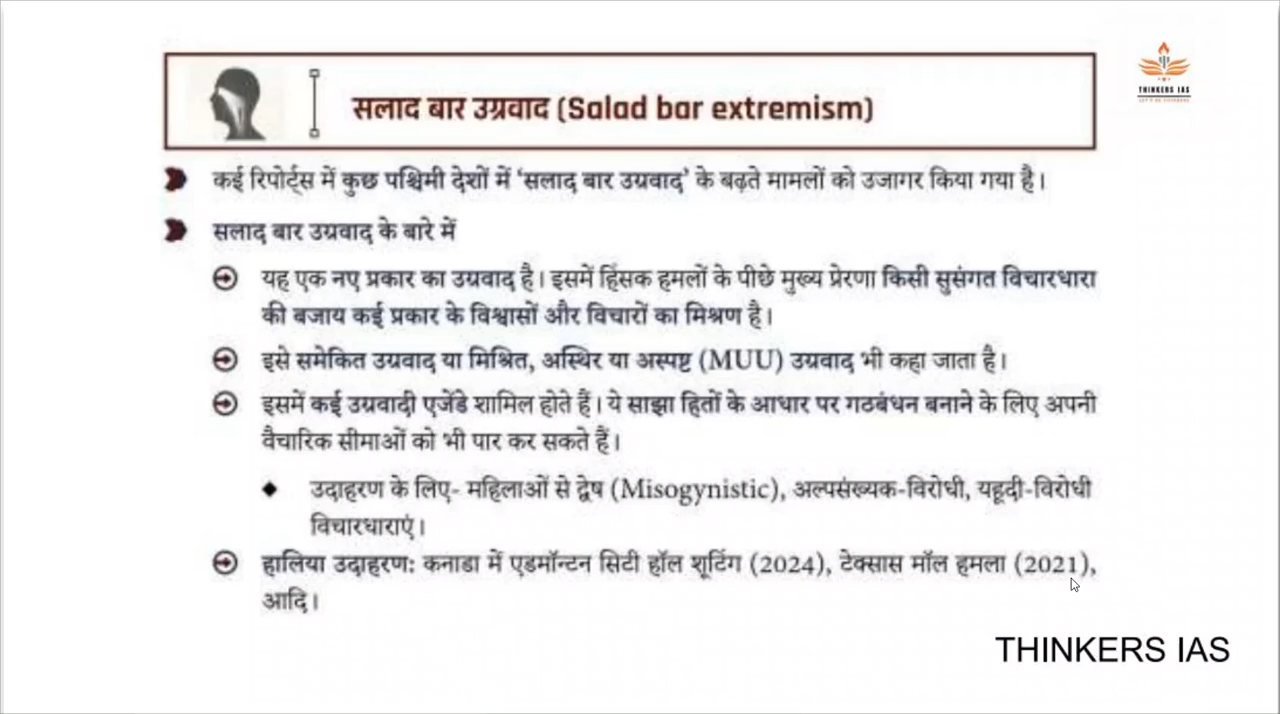 THINKERS IAS
सलाद बार उग्रवाद (Salad bar extremism)
कई रिपोर्ट्स में कुछ पश्चिमी देशों में ‘सलाद बार उग्रवाद’ के बढ़ते मामलों को उजागर किया गया है।
सलाद बार उग्रवाद के बारे में
यह एक नए प्रकार का उग्रवाद है। इसमें हिंसक हमलों के पीछे मुख्य प्रेरणा किसी सुसंगत विचारधारा
की बजाय कई प्रकार के विश्वासों और विचारों का मिश्रण है।
इसे समेकित उग्रवाद या मिश्रित, अस्थिर या अस्पष्ट (MUU) उग्रवाद भी कहा जाता है।
इसमें कई उग्रवादी एजेंडे शामिल होते हैं। ये साझा हितों के आधार पर गठबंधन बनाने के लिए अपनी
वैचारिक सीमाओं को भी पार कर सकते हैं।
उदाहरण के लिए- महिलाओं से द्वेष (Misogynistic), अल्पसंख्यक-विरोधी, यहूदी-विरोधी
विचारधाराएं।
हालिया उदाहरण: कनाडा में एडमॉन्टन सिटी हॉल शूटिंग (2024), टेक्सास मॉल हमला (2021),
आदि।
THINKERS IAS